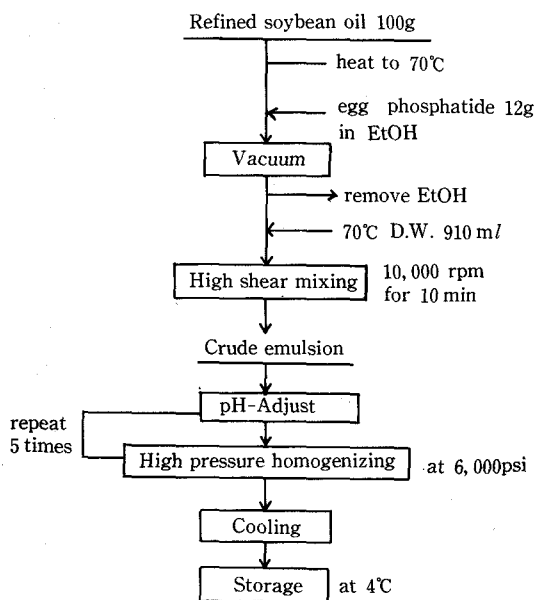 Refined soybean oil 100g
heat to 70℃
egg phosphatide 12g
in EtOH
Vacuum
remove EtOH
70℃ D.W. 910 ml
High shear mixing
10,000 rpm
for 10 min
Crude emulsion
pH-Adjust
repeat
5 times
High pressure homogenizing
at 6,000psi
Cooling
Storage
at 4℃